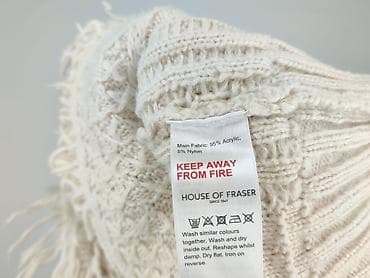 Main Fabric: 95% Acrylic,
5% Nylon
KEEP AWAY
FROM FIRE
HOUSE OF FRASER
SINCE 1849
Wash similar colours
together, Wash and dry
inside out. Reshape whilst
damp. Dry flat. Iron on
reverse.